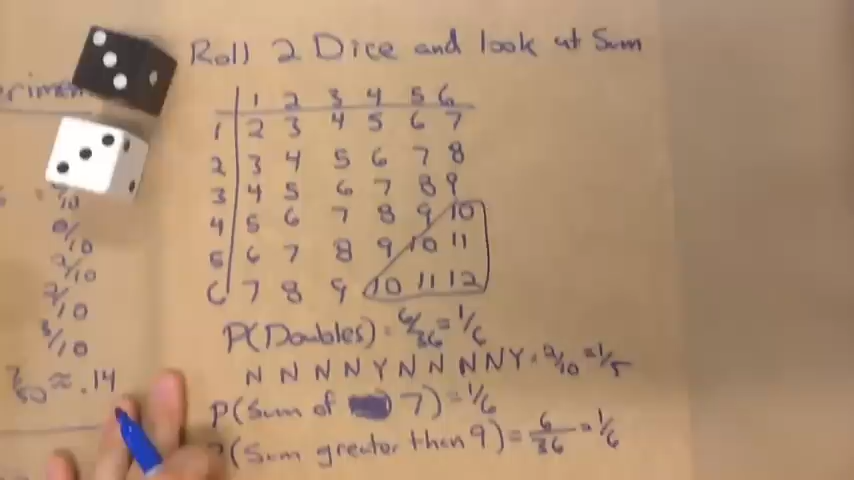 Roll 2 Dice and look at Sum
1 2 3 4 5 6
1 2 3 4 5 6 7
2 3 4 5 6 7 8
3 4 5 6 7 8 9
4 5 6 7 8 9 10
5 6 7 8 9 10 11
6 7 8 9 10 11 12
P(Doubles) = 6/36 = 1/6
N N N N Y N N N N Y = 2/10 = 1/5
P(Sum of 7) = 1/6
(Sum greater than 9) = 6/36 = 1/6
/10
/10
/10
/10
3/10
≈ .14